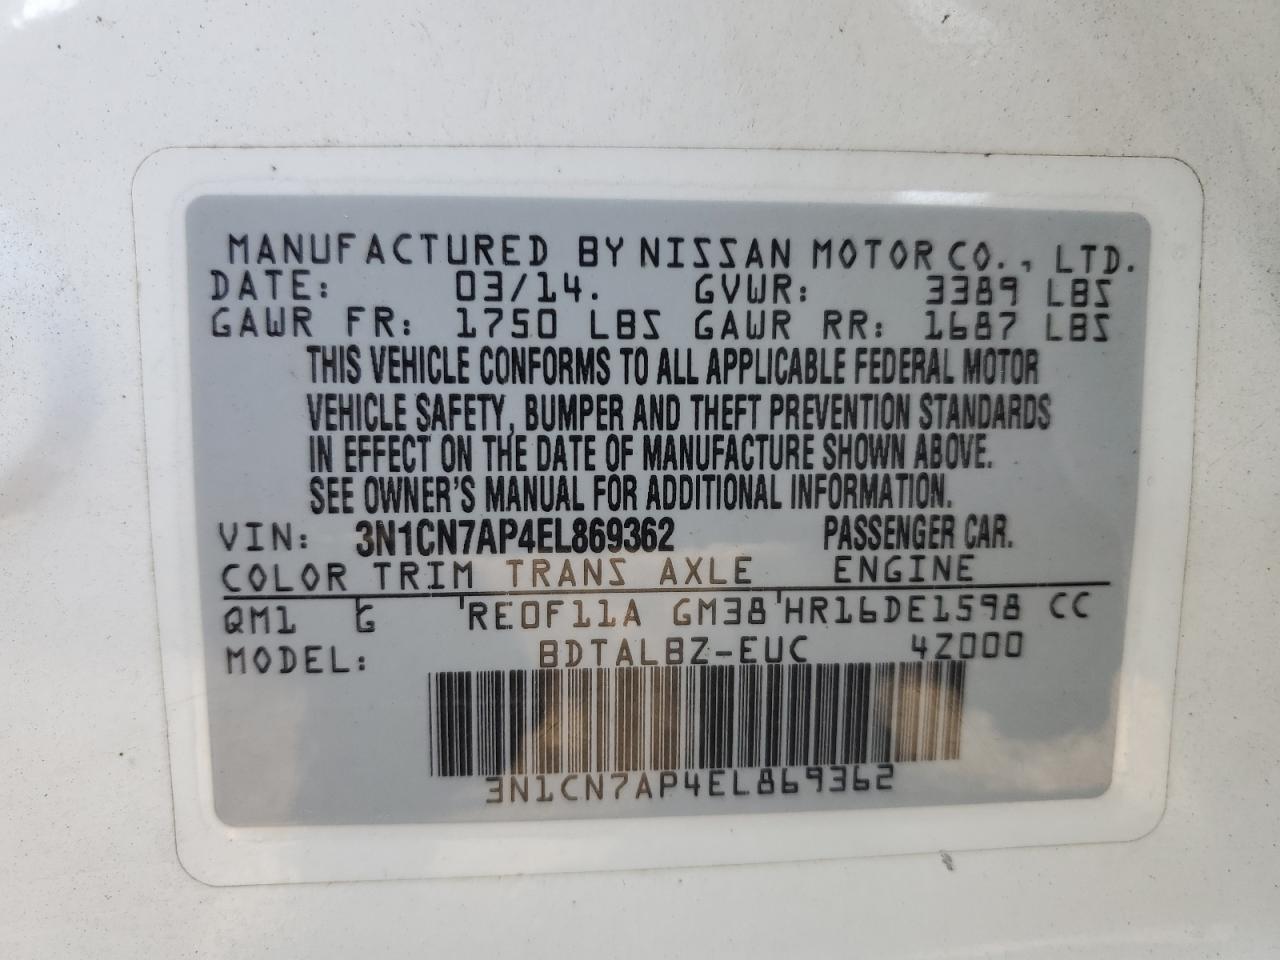 MANUFACTURED BY NISSAN MOTOR CO., LTD.
DATE: 03/14. GVWR: 3389 LBS
GAWR FR: 1750 LBS GAWR RR: 1687 LBS
THIS VEHICLE CONFORMS TO ALL APPLICABLE FEDERAL MOTOR
VEHICLE SAFETY, BUMPER AND THEFT PREVENTION STANDARDS
IN EFFECT ON THE DATE OF MANUFACTURE SHOWN ABOVE.
SEE OWNER'S MANUAL FOR ADDITIONAL INFORMATION.
VIN: 3N1CN7AP4EL869362 PASSENGER CAR.
COLOR TRIM TRANS AXLE ENGINE
QM1 G 'RE0F11A GM38'HR16DE1598 CC
MODEL: BDTALBZ-EUC 4Z000
3N1CN7AP4EL869362